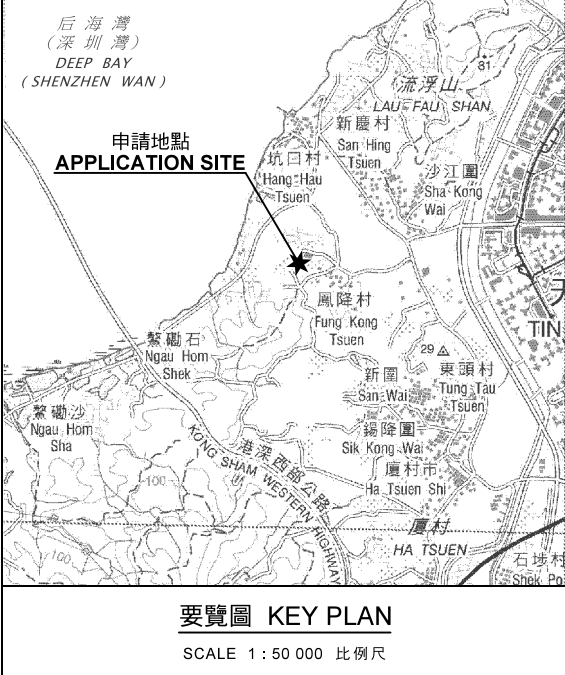 后海灣
(深圳灣)
DEEP BAY
(SHENZHEN WAN)
81
流浮山
LAU FAU SHAN
新慶村
San Hing
Tsuen
申請地點
APPLICATION SITE
坑口村
Hang Hau
Tsuen
沙江圍
Sha Kong
Wai
鳳降村
Fung Kong
Tsuen
天
TIN
鰲磡石
Ngau Hom
Shek
29
東頭村
Tung Tau
Tsuen
新圍
San Wai
鰲磡沙
Ngau Hom
Sha
錫降圍
Sik Kong Wai
港深西部公路
KONG SHAM WESTERN HIGHWAY
廈村市
Ha Tsuen Shi
100
廈村
HA TSUEN
100
石埗村
Shek Po
要覽圖 KEY PLAN
SCALE 1 : 50 000 比例尺